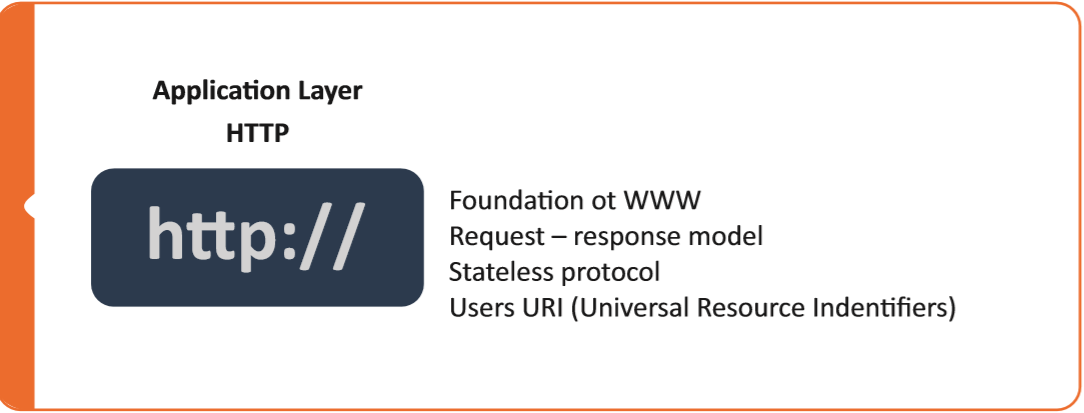 Application Layer
HTTP
http://
Foundation ot WWW
Request – response model
Stateless protocol
Users URI (Universal Resource Indentifiers)